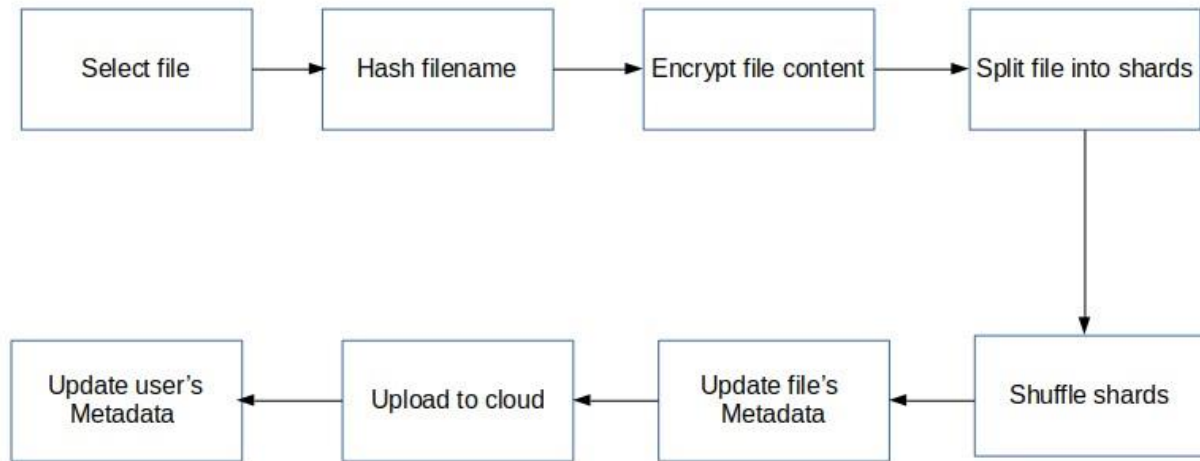 Select file
Hash filename
Encrypt file content
Split file into shards
Shuffle shards
Update file’s
Metadata
Upload to cloud
Update user’s
Metadata